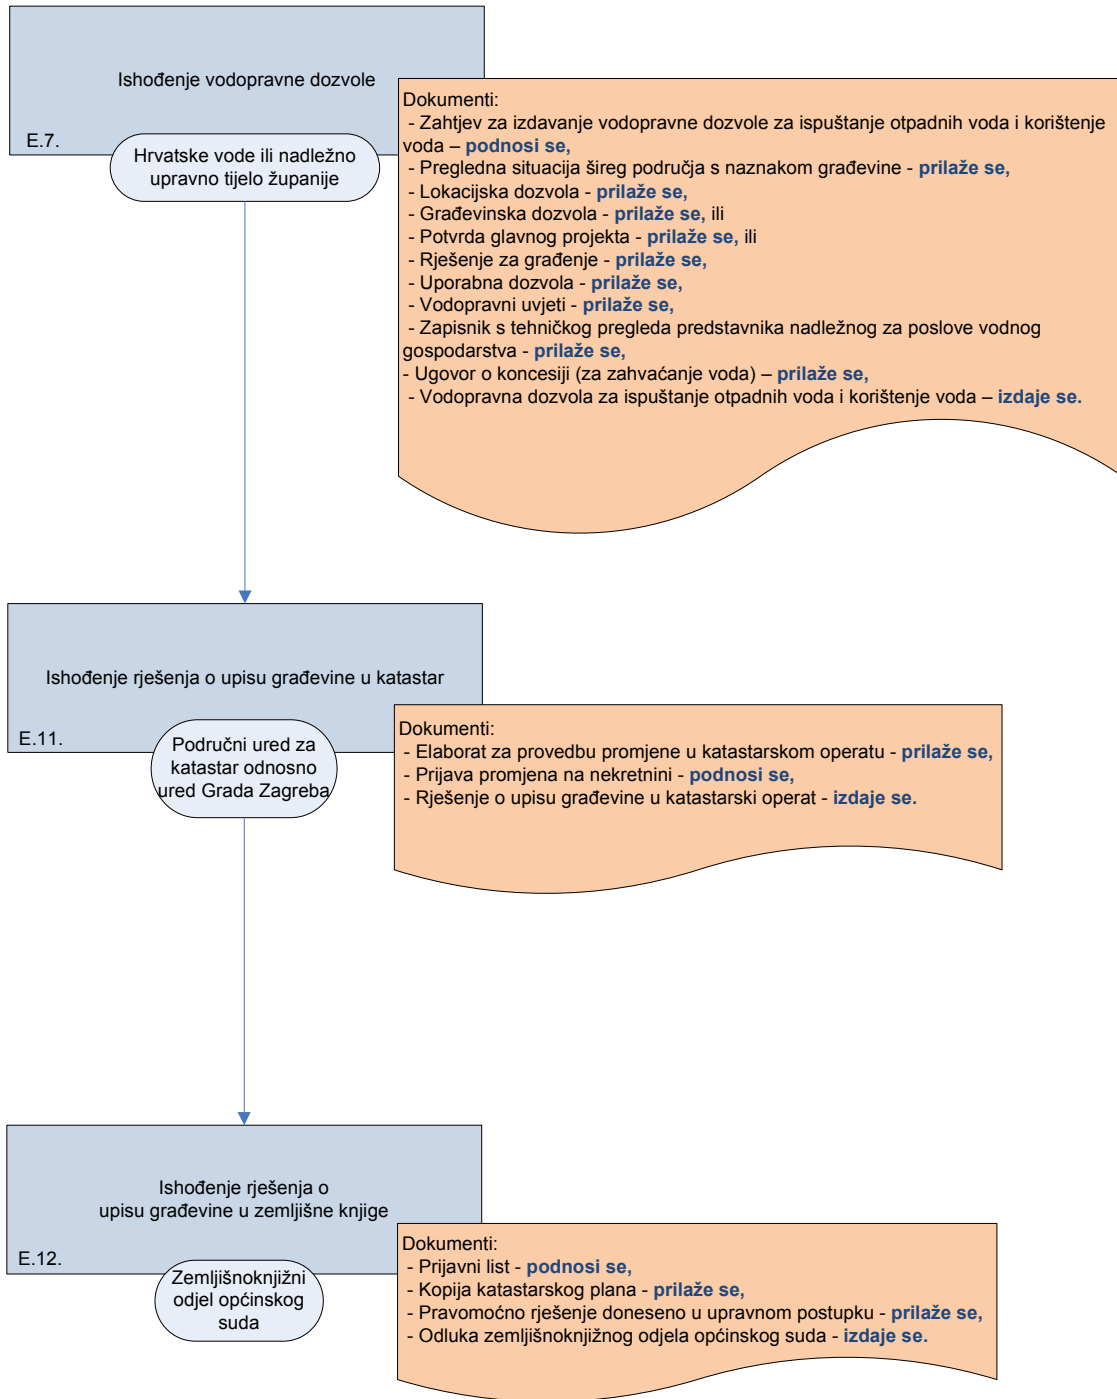 Ishođenje vodopravne dozvole
E.7.
Hrvatske vode ili nadležno
upravno tijelo županije
Dokumenti:
- Zahtjev za izdavanje vodopravne dozvole za ispuštanje otpadnih voda i korištenje
voda – podnosi se,
- Pregledna situacija šireg područja s naznakom građevine - prilaže se,
- Lokacijska dozvola - prilaže se,
- Građevinska dozvola - prilaže se, ili
- Potvrda glavnog projekta - prilaže se, ili
- Rješenje za građenje - prilaže se,
- Uporabna dozvola - prilaže se,
- Vodopravni uvjeti - prilaže se,
- Zapisnik s tehničkog pregleda predstavnika nadležnog za poslove vodnog
gospodarstva - prilaže se,
- Ugovor o koncesiji (za zahvaćanje voda) – prilaže se,
- Vodopravna dozvola za ispuštanje otpadnih voda i korištenje voda – izdaje se.
Ishođenje rješenja o upisu građevine u katastar
E.11.
Područni ured za
katastar odnosno
ured Grada Zagreba
Dokumenti:
- Elaborat za provedbu promjene u katastarskom operatu - prilaže se,
- Prijava promjena na nekretnini - podnosi se,
- Rješenje o upisu građevine u katastarski operat - izdaje se.
Ishođenje rješenja o
upisu građevine u zemljišne knjige
E.12.
Zemljišnoknjižni
odjel općinskog
suda
Dokumenti:
- Prijavni list - podnosi se,
- Kopija katastarskog plana - prilaže se,
- Pravomoćno rješenje doneseno u upravnom postupku - prilaže se,
- Odluka zemljišnoknjižnog odjela općinskog suda - izdaje se.